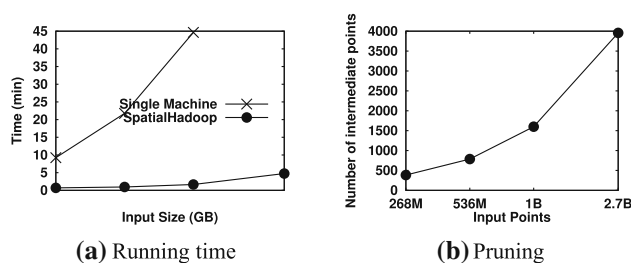 45
40
35
30
25
20
15
10
5
0
Time (min)
Single Machine
SpatialHadoop
Input Size (GB)
(a) Running time
4000
3500
3000
2500
2000
1500
1000
500
0
Number of intermediate points
268M 536M 1B 2.7B
Input Points
(b) Pruning